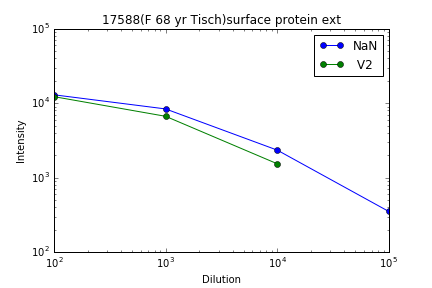 17588(F 68 yr Tisch)surface protein ext
NaN
V2
Intensity
10^5
10^4
10^3
10^2
10^2 10^3 10^4 10^5
Dilution